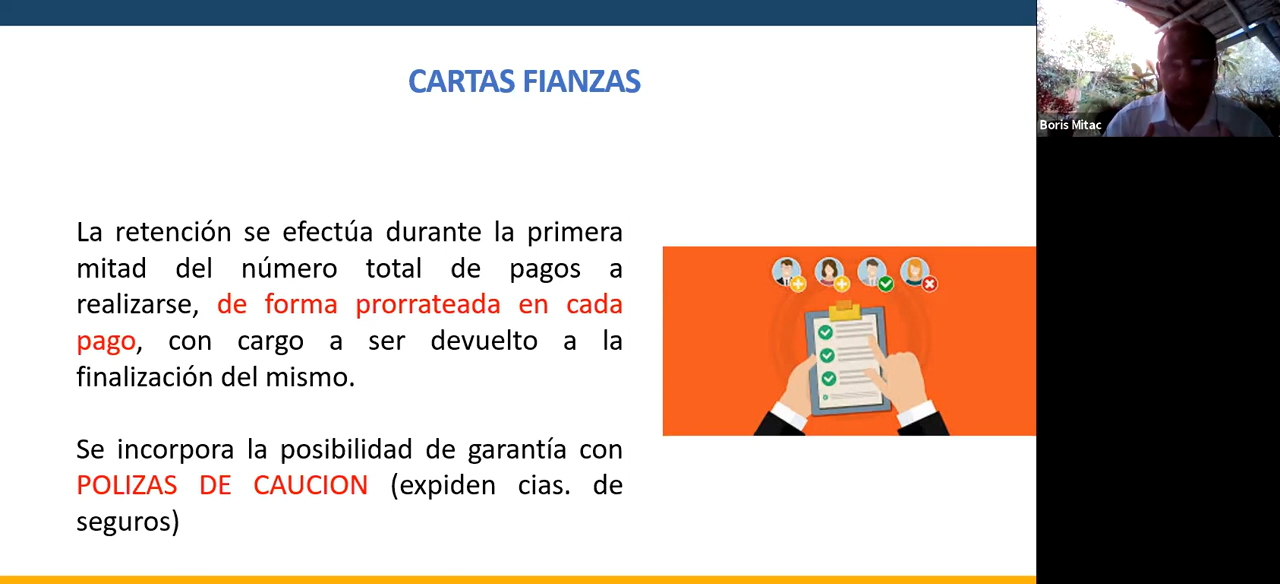 CARTAS FIANZAS
Boris Mitac
La retención se efectúa durante la primera
mitad del número total de pagos a
realizarse, de forma prorrateada en cada
pago, con cargo a ser devuelto a la
finalización del mismo.
Se incorpora la posibilidad de garantía con
POLIZAS DE CAUCION (expiden cias. de
seguros)